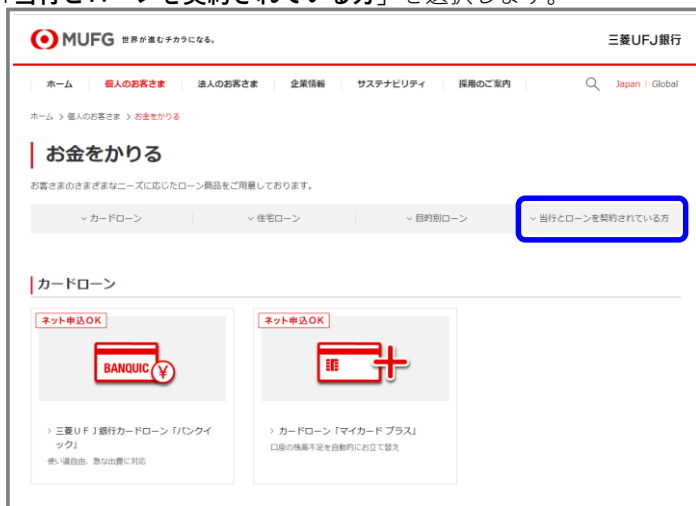 「当行とローンを契約されている方」を選択します。
MUFG 世界が進むチカラになる。
三菱UFJ銀行
ホーム 個人のお客さま 法人のお客さま 企業情報 サステナビリティ 採用のご案内 Japan | Global
ホーム > 個人のお客さま > お金をかりる
お金をかりる
お客さまのさまざまなニーズに応じたローン商品をご用意しております。
カードローン 住宅ローン 目的別ローン 当行とローンを契約されている方
カードローン
ネット申込OK
BANQUIC ¥
> 三菱UFJ銀行カードローン「バンクイ
ック」
使い道自由、急な出費に対応
ネット申込OK
> カードローン「マイカード プラス」
口座の残高不足を自動的にお立て替え